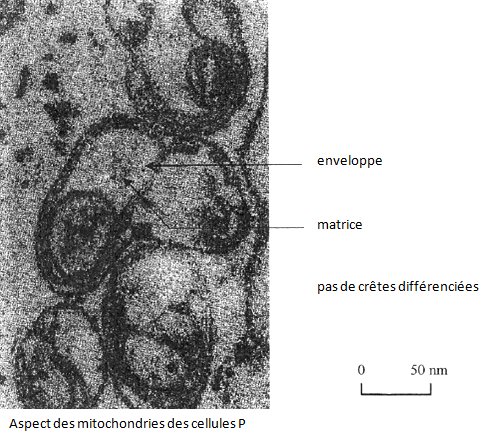 enveloppe
matrice
pas de crêtes différenciées
0 50 nm
Aspect des mitochondries des cellules P